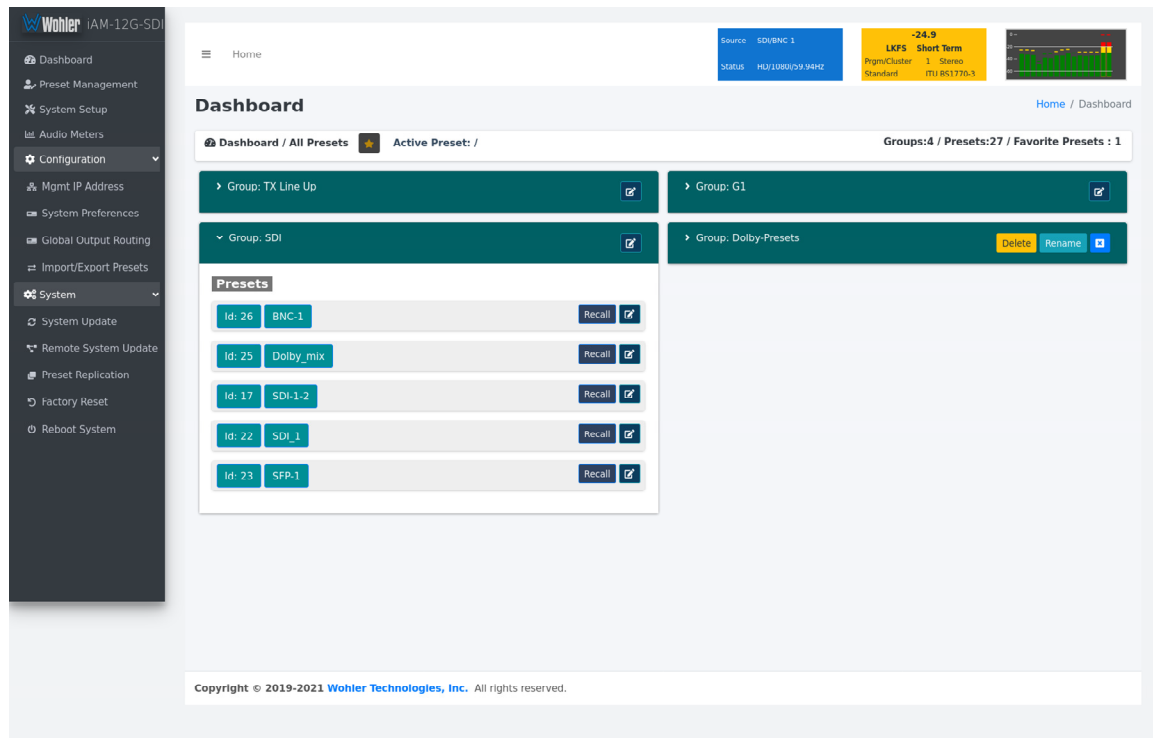 Wohler iAM-12G-SDI
Dashboard
Preset Management
System Setup
Audio Meters
Configuration
Mgmt IP Address
System Preferences
Global Output Routing
Import/Export Presets
System
System Update
Remote System Update
Preset Replication
Factory Reset
Reboot System
Home
Source SDI/BNC 1
Status HD/1080i/59.94Hz
-24.9
LKFS Short Term
Prgm/Cluster 1 Stereo
Standard ITU BS1770-3
Dashboard
Home / Dashboard
Dashboard / All Presets Active Preset: /
Groups:4 / Presets:27 / Favorite Presets : 1
Group: TX Line Up
Group: G1
Group: SDI
Group: Dolby-Presets
Delete Rename
Presets
Id: 26 BNC-1 Recall
Id: 25 Dolby_mix Recall
Id: 17 SDI-1-2 Recall
Id: 22 SDI_1 Recall
Id: 23 SFP-1 Recall
Copyright © 2019-2021 Wohler Technologies, Inc. All rights reserved.